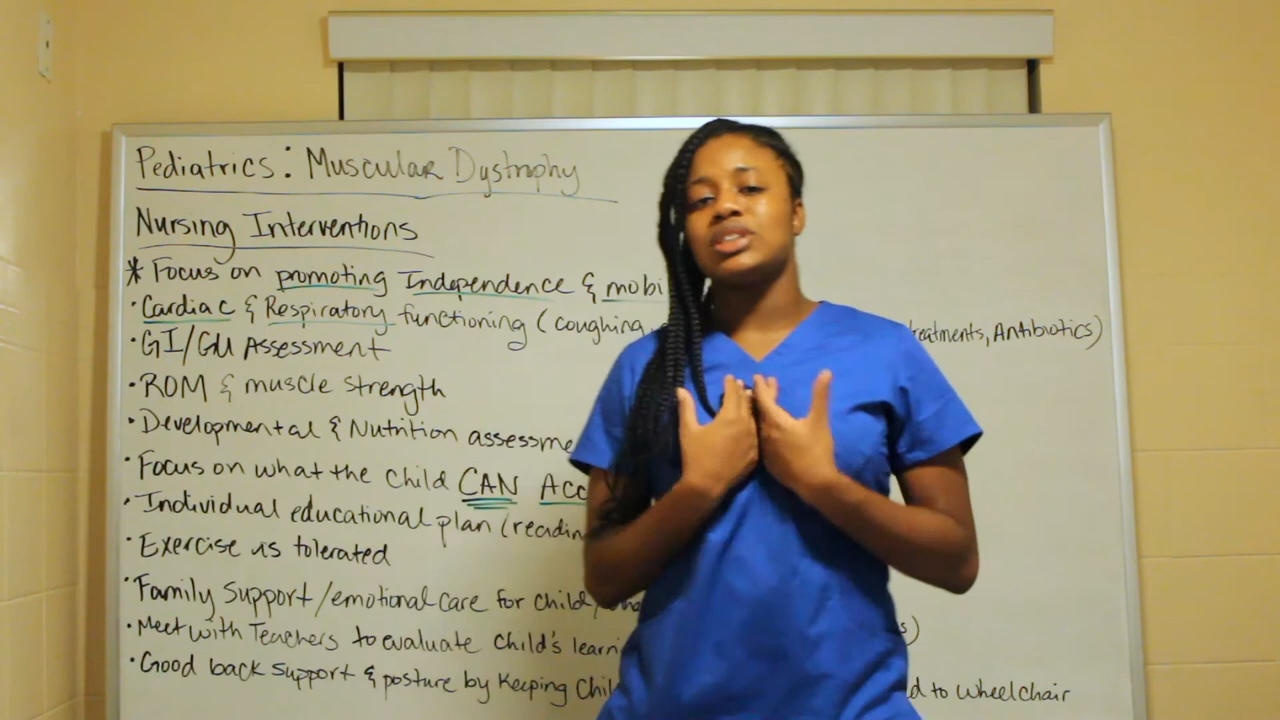 Pediatrics: Muscular Dystrophy
Nursing Interventions
* Focus on promoting Independence & mobi
• Cardiac & Respiratory functioning (coughing, reatments, Antibiotics)
• GI/GU Assessment
• ROM & muscle strength
• Developmental & Nutrition assessme
• Focus on what the child CAN Acc
• Individual educational plan (readin
• Exercise as tolerated
• Family Support/emotional care for child/
• Meet with Teachers to evaluate child's learni s)
• Good back support & posture by keeping chil d to wheelchair